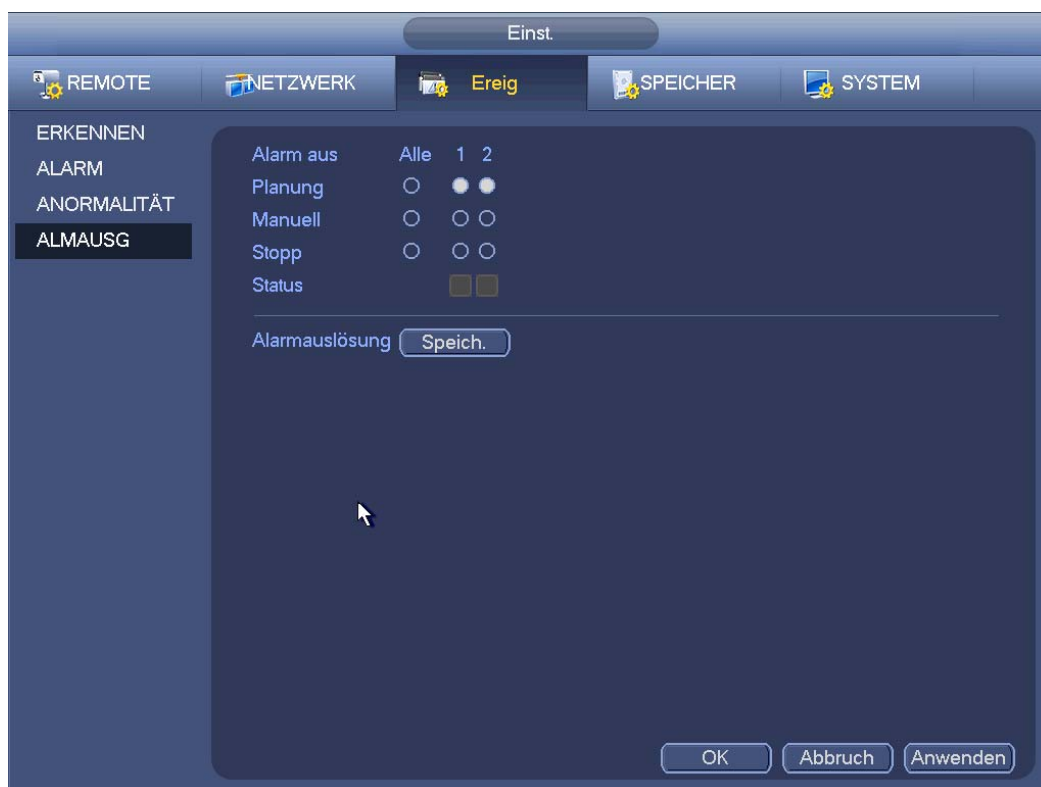 Einst.
REMOTE NETZWERK Ereig SPEICHER SYSTEM
ERKENNEN
ALARM
ANORMALITÄT
ALMAUSG
Alarm aus Alle 1 2
Planung
Manuell
Stopp
Status
Alarmauslösung Speich.
OK Abbruch Anwenden